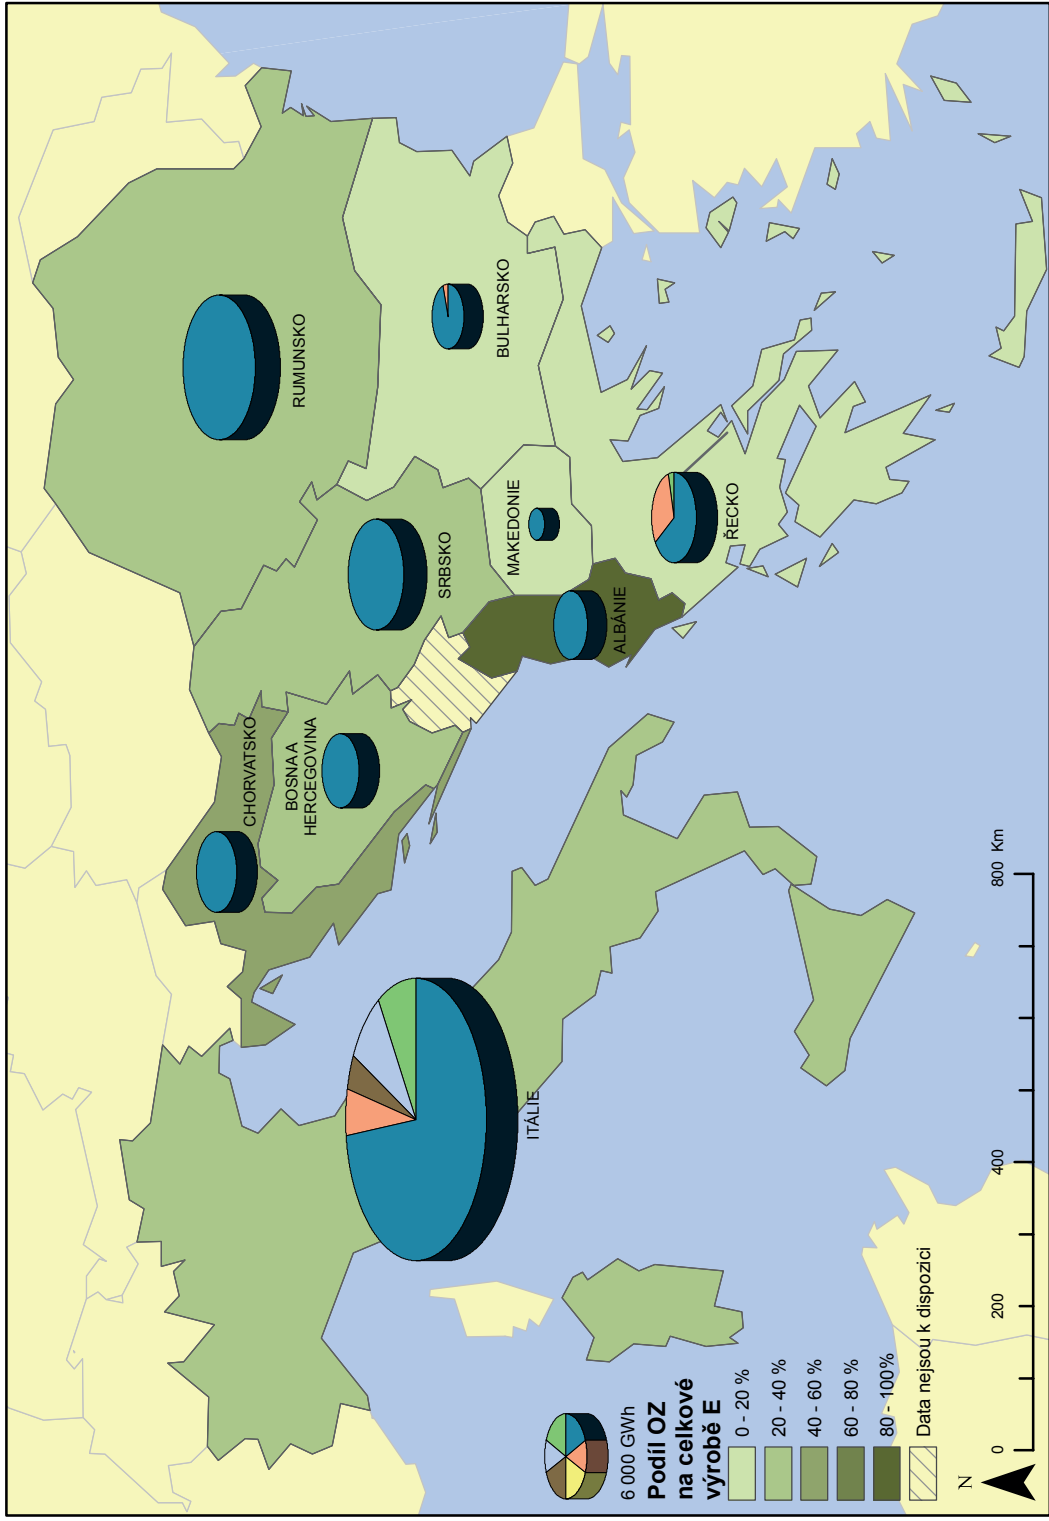 RUMUNSKO
BULHARSKO
SRBSKO
MAKEDONIE
ŘECKO
ALBÁNIE
CHORVATSKO
BOSNA A
HERCEGOVINA
ITÁLIE
6 000 GWh
Podíl OZ
na celkové
výrobě E
0 - 20 %
20 - 40 %
40 - 60 %
60 - 80 %
80 - 100%
Data nejsou k dispozici
N
0 200 400 800 Km